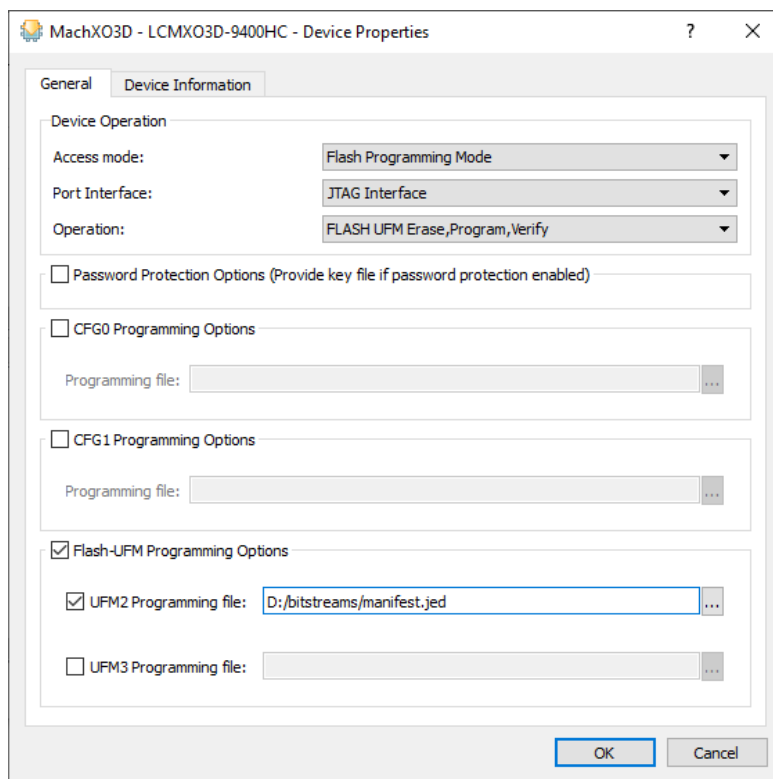 MachXO3D - LCMXO3D-9400HC - Device Properties ? ×
General Device Information
Device Operation
Access mode: Flash Programming Mode
Port Interface: JTAG Interface
Operation: FLASH UFM Erase,Program,Verify
Password Protection Options (Provide key file if password protection enabled)
CFG0 Programming Options
Programming file: ...
CFG1 Programming Options
Programming file: ...
Flash-UFM Programming Options
UFM2 Programming file: D:/bitstreams/manifest.jed ...
UFM3 Programming file: ...
OK Cancel